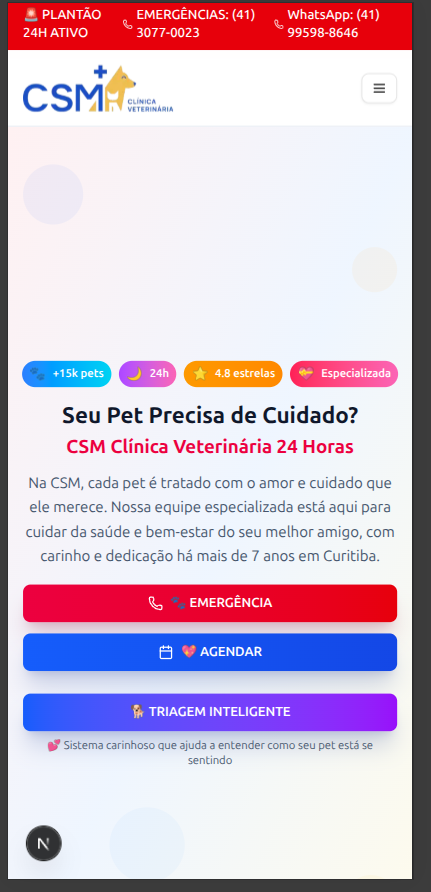 🚨 PLANTÃO
24H ATIVO
EMERGÊNCIAS: (41)
3077-0023
WhatsApp: (41)
99598-8646
CSM CLÍNICA
VETERINÁRIA
🐾 +15k pets
🌙 24h
⭐ 4.8 estrelas
💝 Especializada
Seu Pet Precisa de Cuidado?
CSM Clínica Veterinária 24 Horas
Na CSM, cada pet é tratado com o amor e cuidado que
ele merece. Nossa equipe especializada está aqui para
cuidar da saúde e bem-estar do seu melhor amigo, com
carinho e dedicação há mais de 7 anos em Curitiba.
🐾 EMERGÊNCIA
💖 AGENDAR
🐕 TRIAGEM INTELIGENTE
💕 Sistema carinhoso que ajuda a entender como seu pet está se
sentindo
N